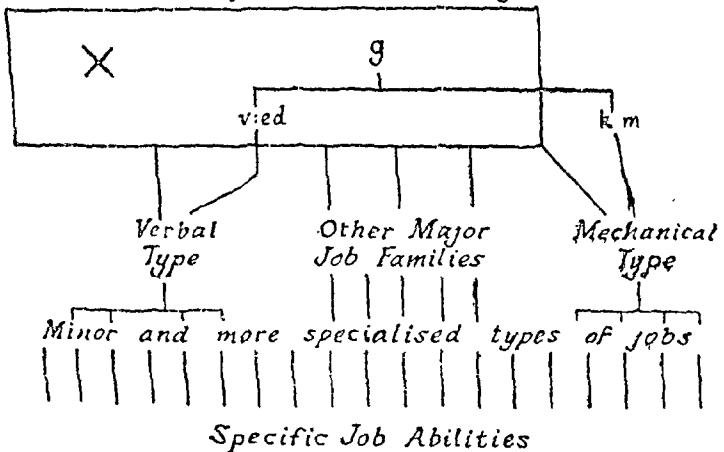 X
g
v:ed
k m
Verbal
Type
Other Major
Job Families
Mechanical
Type
Minor and more specialised types of jobs
Specific Job Abilities